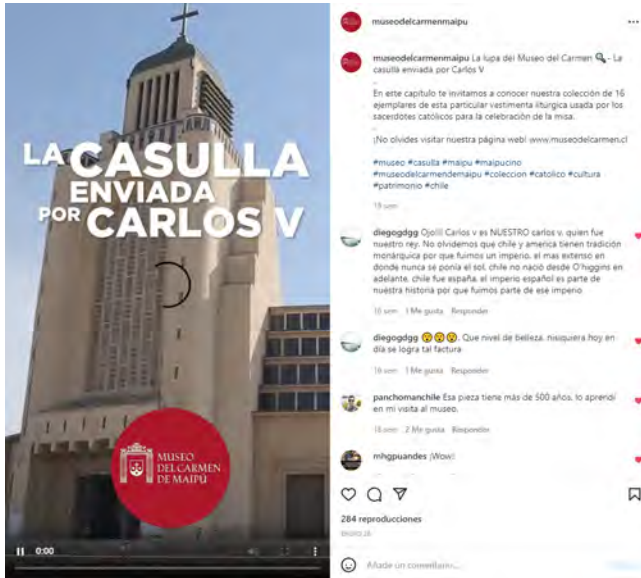 LA CASULLA
ENVIADA
POR CARLOS V
MUSEO
DEL CARMEN
DE MAIPÚ
0:00
museodelcarmenmaipu
museodelcarmenmaipu La lupa del Museo del Carmen 🔍 - La
casulla enviada por Carlos V
-
En este capítulo te invitamos a conocer nuestra colección de 16
ejemplares de esta particular vestimenta litúrgica usada por los
sacerdotes católicos para la celebración de la misa.
-
¡No olvides visitar nuestra página web! www.museodelcarmen.cl
#museo #casulla #maipu #maipucino
#museodelcarmendemaipu #coleccion #catolico #cultura
#patrimonio #chile
diegogdgg Ojo!!! Carlos v es NUESTRO carlos v, quien fue
nuestro rey. No olvidemos que chile y america tienen tradición
monárquica por que fuimos un imperio, el mas extenso en
donde nunca se ponía el sol, chile no nació desde O'higgins en
adelante, chile fue españa, el imperio español es parte de
nuestra historia por que fuimos parte de ese imperio
16 sem 1 Me gusta Responder
diegogdgg 😯😯😯. Que nivel de belleza, nisiquiera hoy en
día se logra tal factura
16 sem 1 Me gusta Responder
panchomanchile Esa pieza tiene más de 500 años, lo aprendí
en mi visita al museo.
18 sem 2 Me gusta Responder
mhgpuandes ¡Wow!
284 reproducciones
Añade un comentario...